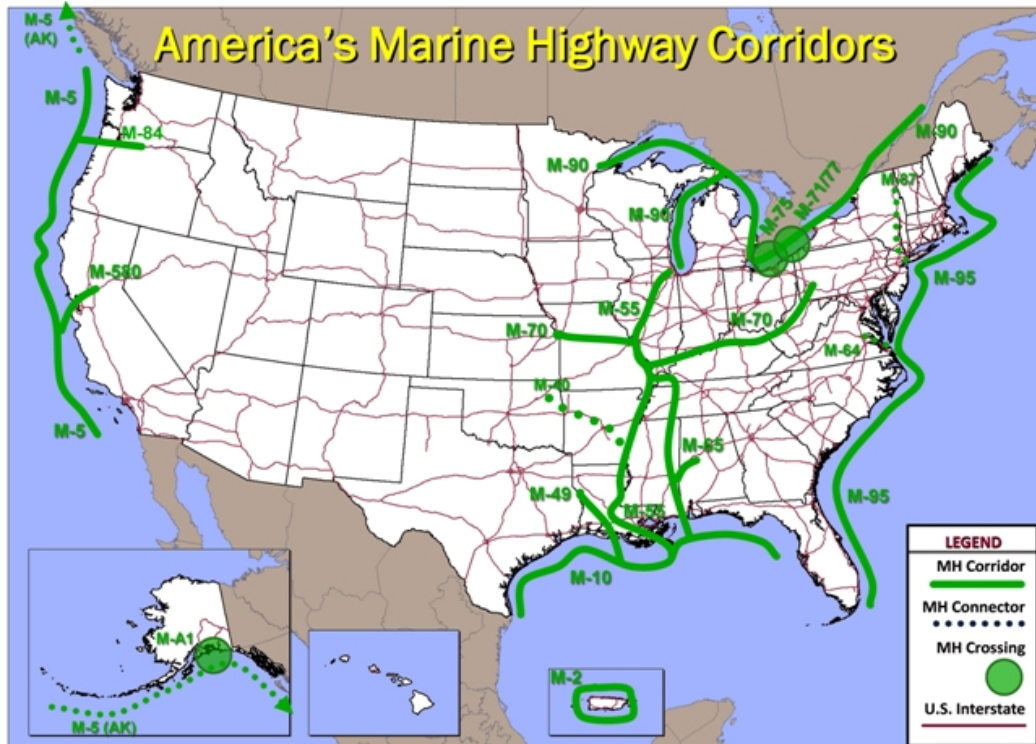 America's Marine Highway Corridors
M-5
(AK)
M-5
M-84
M-90
M-90
M-90
M-75
M-71/77
M-87
M-580
M-95
M-55
M-70
M-70
M-64
M-5
M-40
M-65
M-49
M-55
M-95
M-10
M-A1
M-5 (AK)
M-2
LEGEND
MH Corridor
MH Connector
MH Crossing
U.S. Interstate